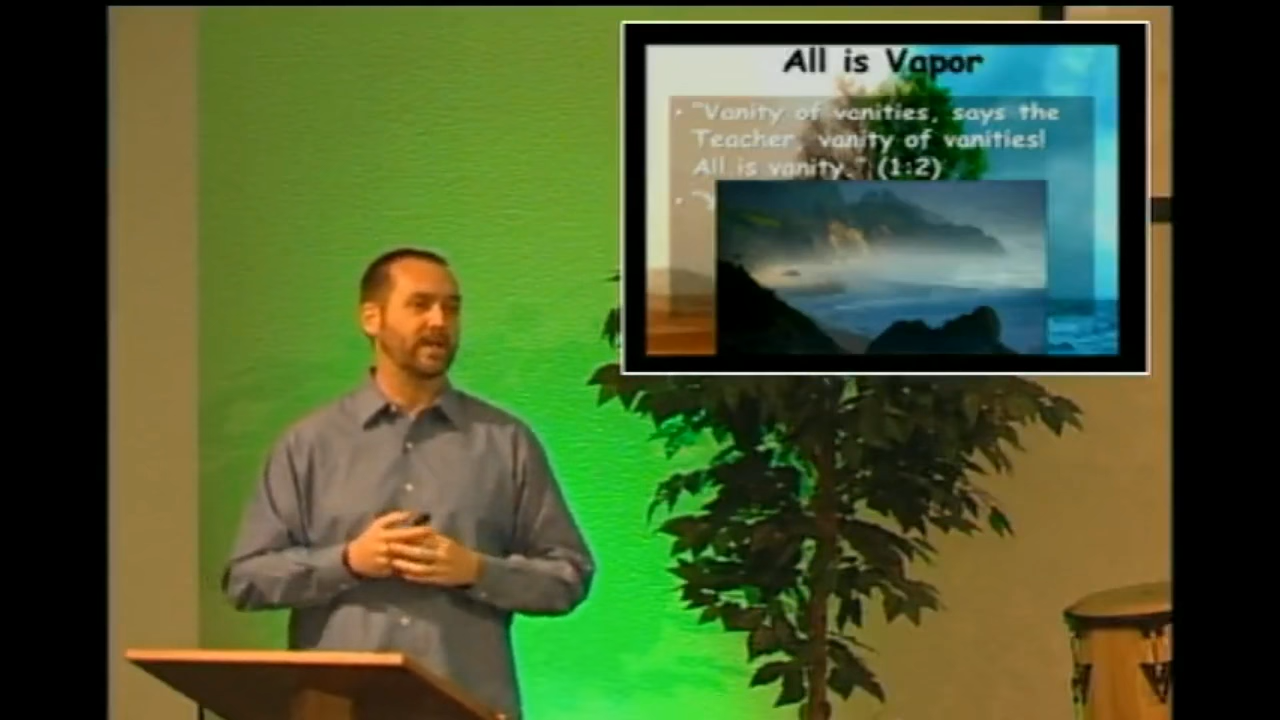 All is Vapor
• "Vanity of vanities, says the
Teacher, vanity of vanities!
All is vanity." (1:2)
• "